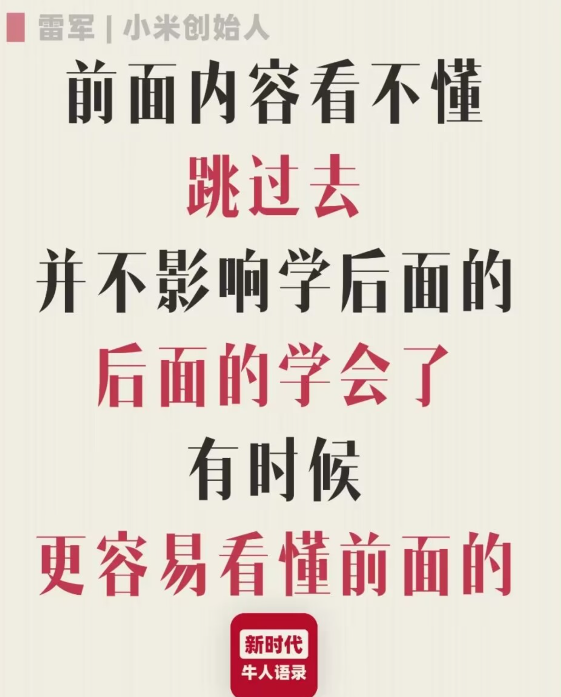 雷军 | 小米创始人
前面内容看不懂
跳过去
并不影响学后面的
后面的学会了
有时候
更容易看懂前面的
新时代
牛人语录